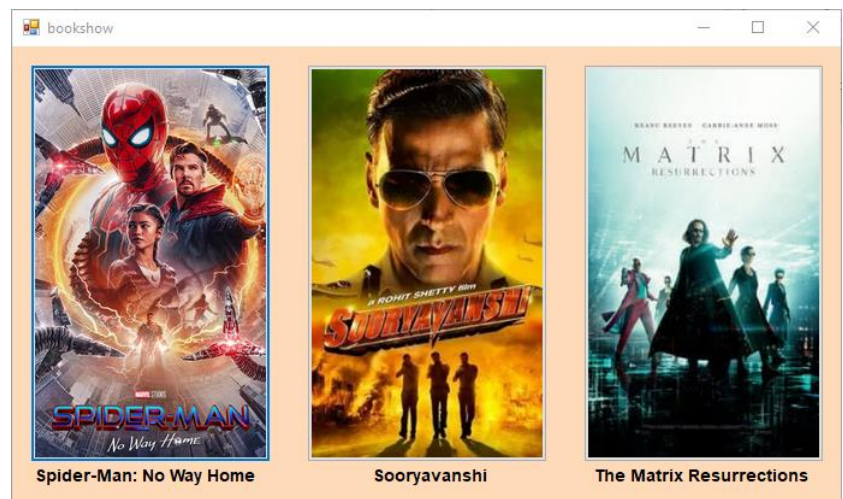 bookshow
MARVEL STUDIOS
SPIDER-MAN
No Way Home
a ROHIT SHETTY film
SOORYAVANSHI
KEANU REEVES CARRIE-ANNE MOSS
THE
MATRIX
RESURRECTIONS
Spider-Man: No Way Home
Sooryavanshi
The Matrix Resurrections